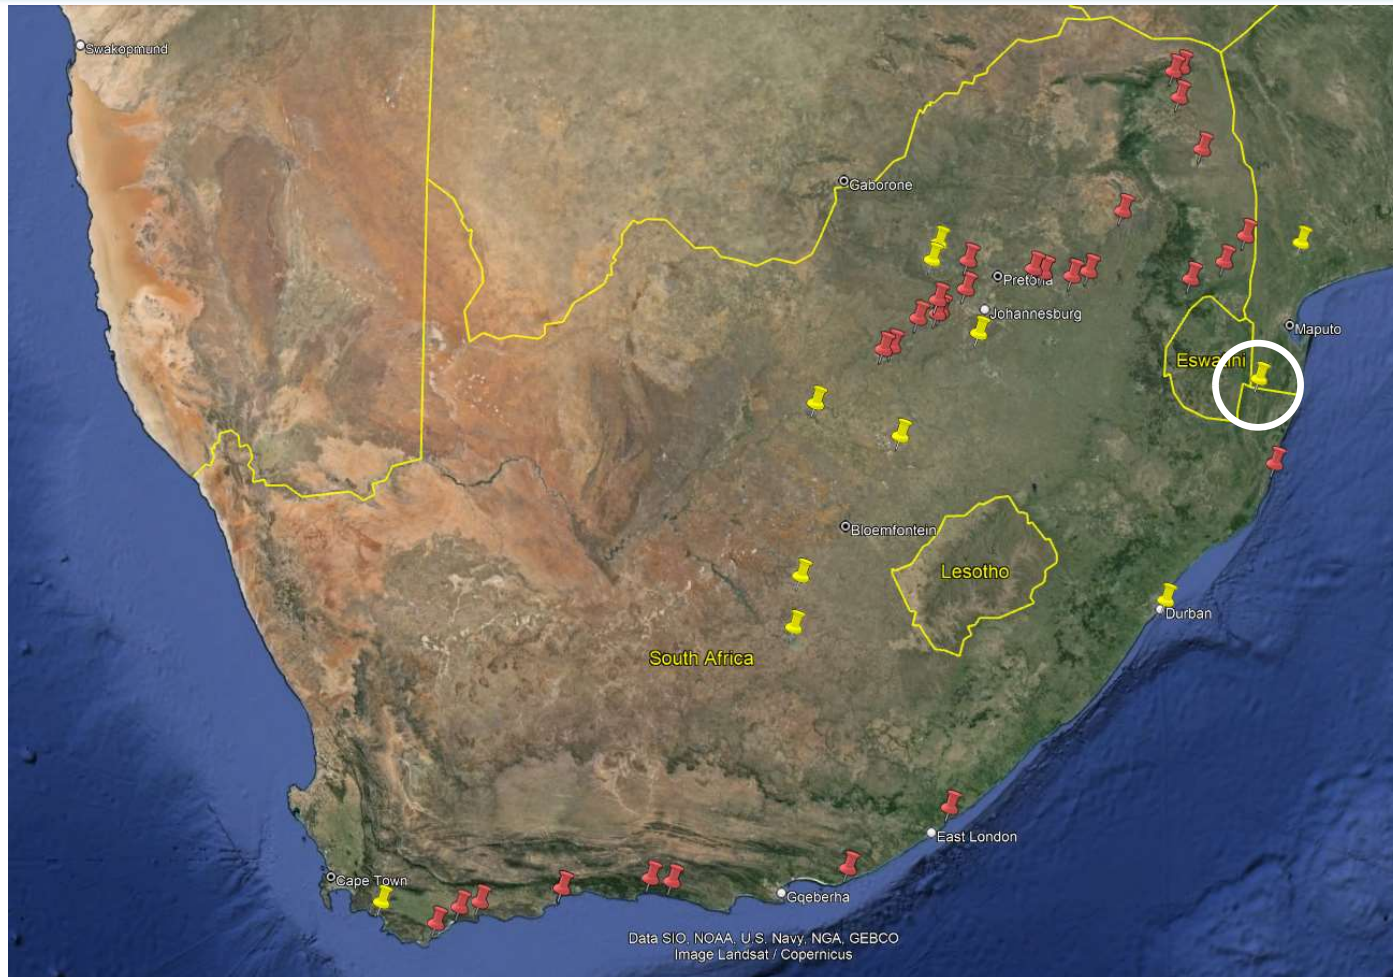 Swakopmund
Gaborone
Pretoria
Johannesburg
Maputo
Eswatini
Bloemfontein
Lesotho
Durban
South Africa
East London
Cape Town
Gqeberha
Data SIO, NOAA, U.S. Navy, NGA, GEBCO
Image Landsat / Copernicus